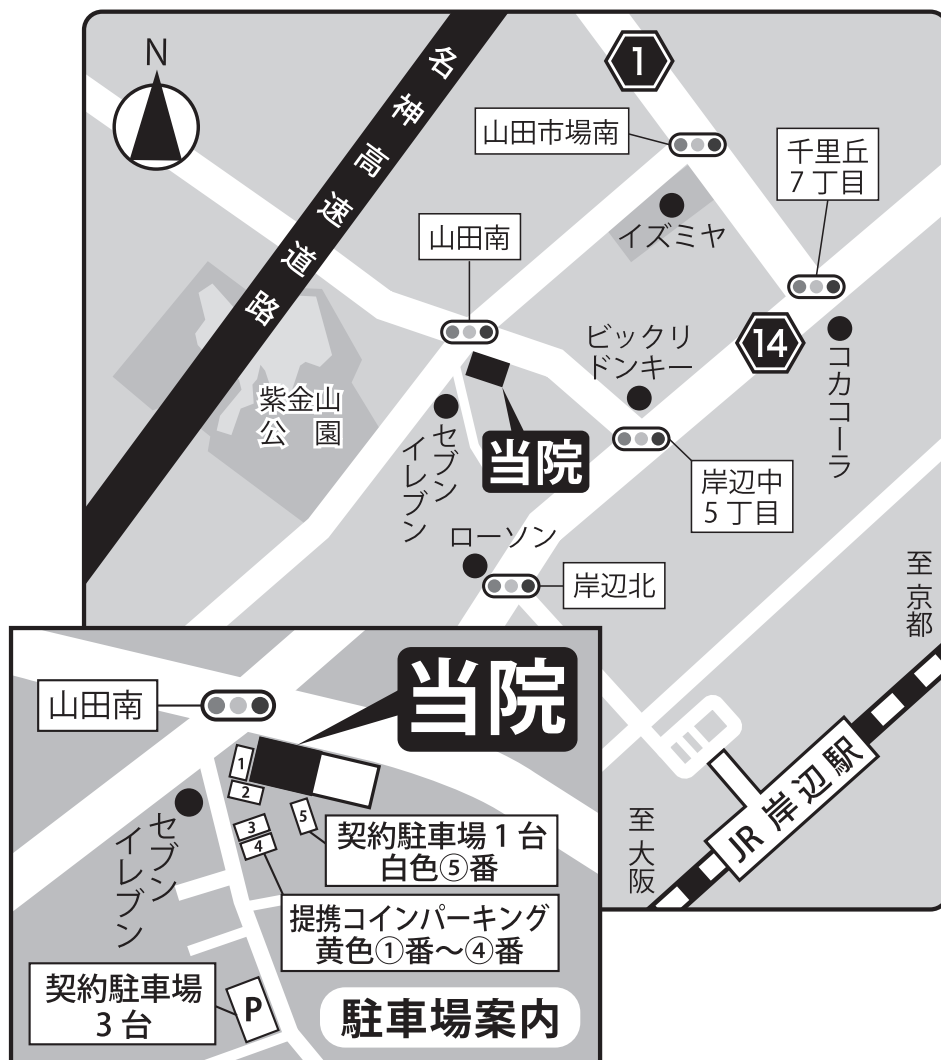 N
名神高速道路
1
山田市場南
千里丘
7丁目
イズミヤ
山田南
14
ビックリ
ドンキー
コカコーラ
紫金山
公園
セブン
イレブン
当院
岸辺中
5丁目
ローソン
岸辺北
至京都
JR 岸辺駅
至大阪
当院
山田南
1
2
3
4
5
セブン
イレブン
契約駐車場1台
白色⑤番
提携コインパーキング
黄色①番〜④番
契約駐車場
3台
P
駐車場案内